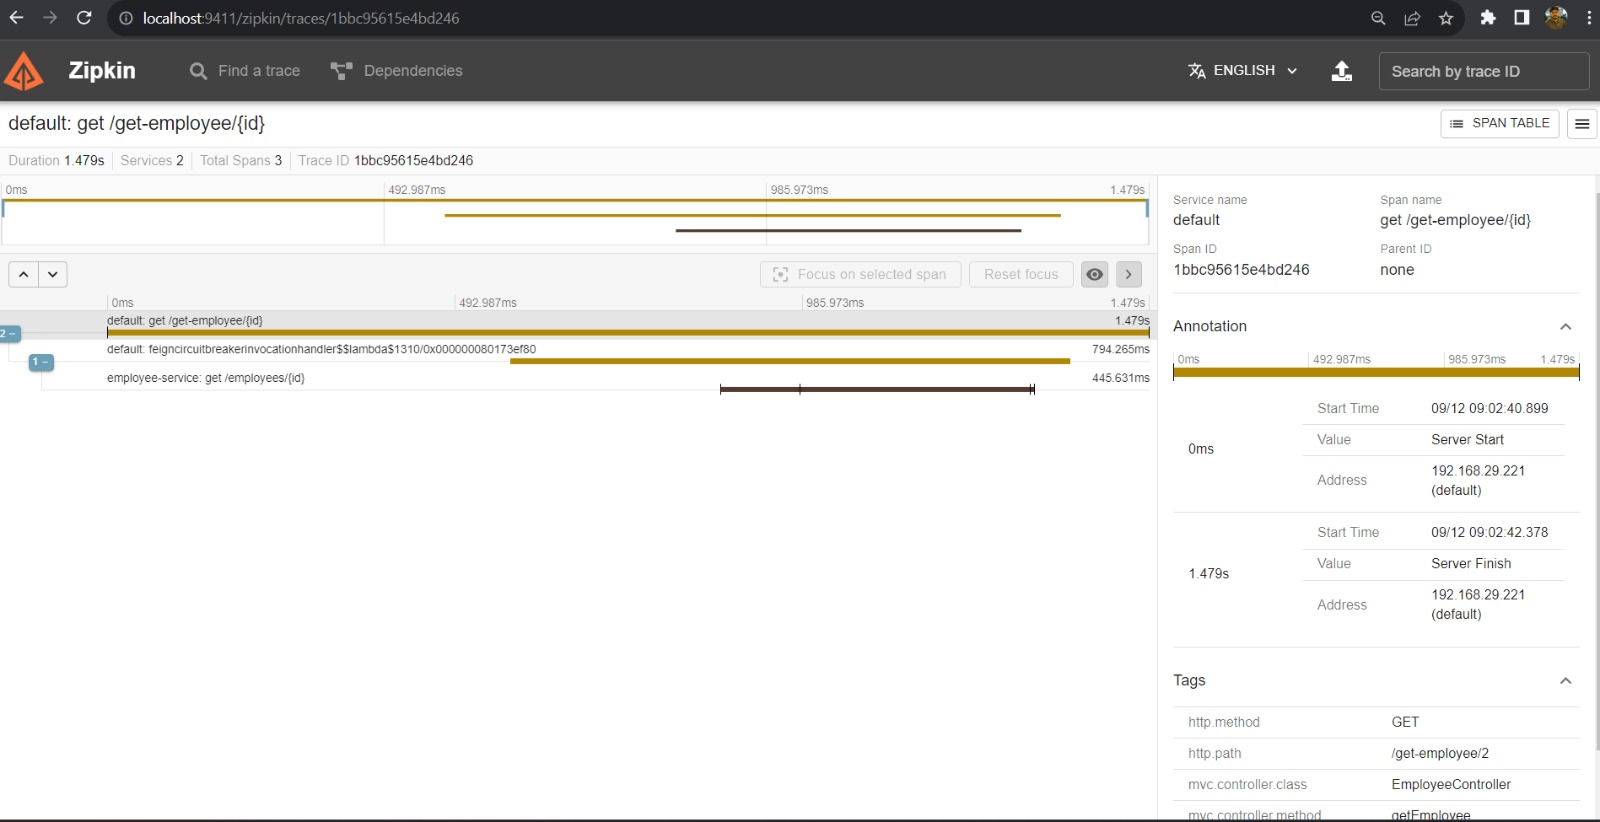 localhost:9411/zipkin/traces/1bbc95615e4bd246
Zipkin Find a trace Dependencies ENGLISH Search by trace ID
default: get /get-employee/{id} SPAN TABLE
Duration 1.479s Services 2 Total Spans 3 Trace ID 1bbc95615e4bd246
0ms 492.987ms 985.973ms 1.479s
Focus on selected span Reset focus
0ms 492.987ms 985.973ms 1.479s
default: get /get-employee/{id} 1.479s
2 −
default: feigncircuitbreakerinvocationhandler$$lambda$1310/0x000000080173ef80 794.265ms
1 −
employee-service: get /employees/{id} 445.631ms
Service name Span name
default get /get-employee/{id}
Span ID Parent ID
1bbc95615e4bd246 none
Annotation
0ms 492.987ms 985.973ms 1.479s
0ms
Start Time 09/12 09:02:40.899
Value Server Start
Address 192.168.29.221
(default)
1.479s
Start Time 09/12 09:02:42.378
Value Server Finish
Address 192.168.29.221
(default)
Tags
http.method GET
http.path /get-employee/2
mvc.controller.class EmployeeController
mvc.controller.method getEmployee